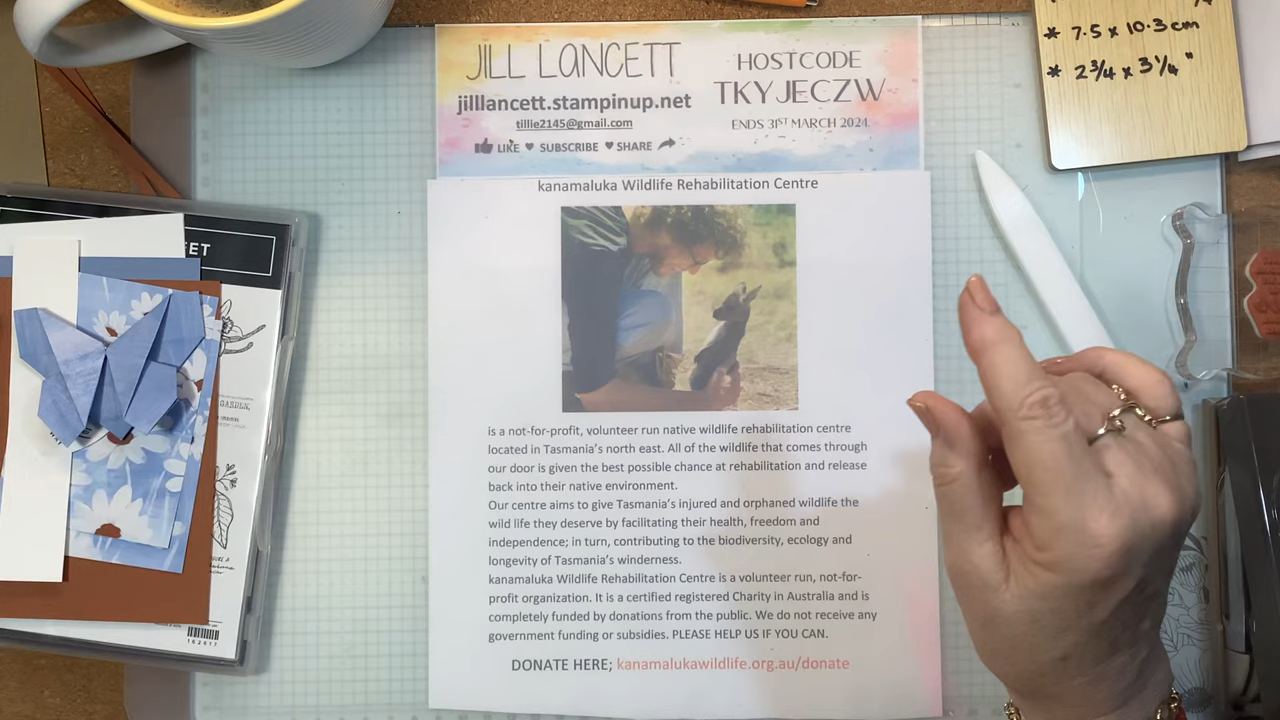 JILL LANCETT
jilllancett.stampinup.net
tillie2145@gmail.com
LIKE ♥ SUBSCRIBE ♥ SHARE
HOSTCODE
TKYJECZW
ENDS 31ST MARCH 2024
* 7.5 x 10.3 cm
* 2¾ x 3¼"
kanamaluka Wildlife Rehabilitation Centre
is a not-for-profit, volunteer run native wildlife rehabilitation centre
located in Tasmania's north east. All of the wildlife that comes through
our door is given the best possible chance at rehabilitation and release
back into their native environment.
Our centre aims to give Tasmania's injured and orphaned wildlife the
wild life they deserve by facilitating their health, freedom and
independence; in turn, contributing to the biodiversity, ecology and
longevity of Tasmania's winderness.
kanamaluka Wildlife Rehabilitation Centre is a volunteer run, not-for-
profit organization. It is a certified registered Charity in Australia and is
completely funded by donations from the public. We do not receive any
government funding or subsidies. PLEASE HELP US IF YOU CAN.
DONATE HERE; kanamalukawildlife.org.au/donate
GARDEN,
162617